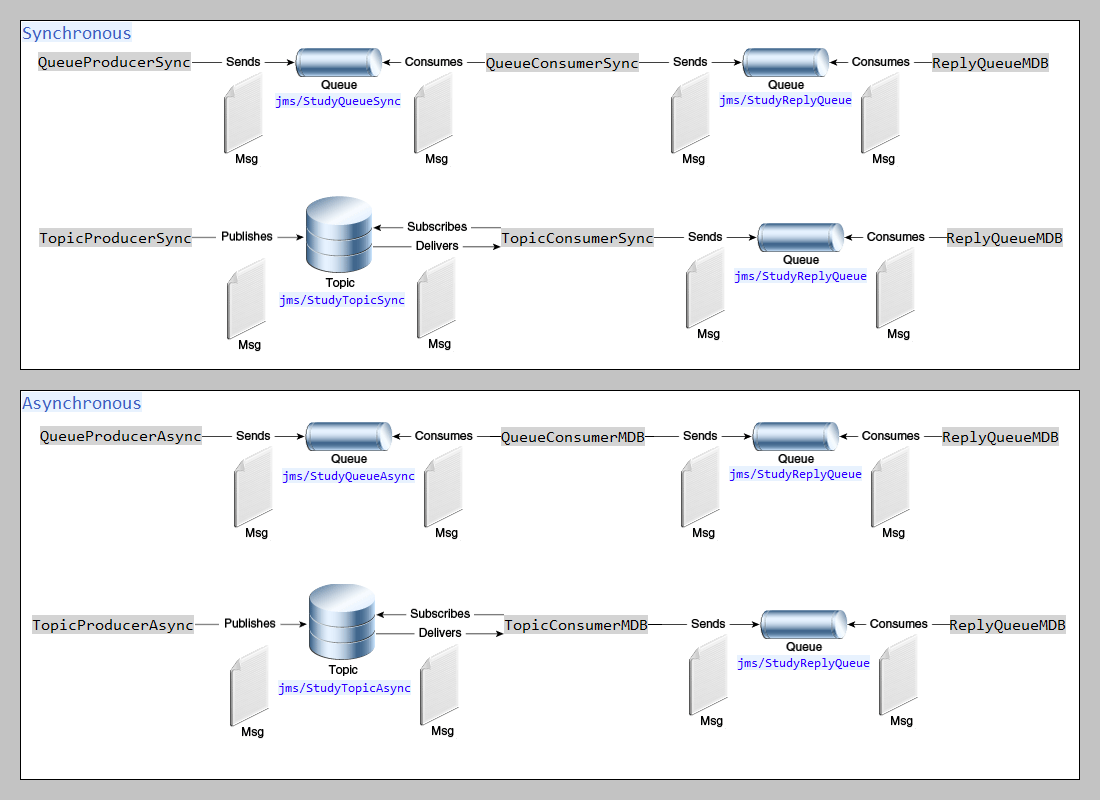 Synchronous
QueueProducerSync Sends Consumes QueueConsumerSync Sends Consumes ReplyQueueMDB
Queue Queue
jms/StudyQueueSync jms/StudyReplyQueue
Msg Msg Msg Msg
Subscribes
TopicProducerSync Publishes TopicConsumerSync Sends Consumes ReplyQueueMDB
Delivers
Queue
jms/StudyReplyQueue
Topic
jms/StudyTopicSync
Msg Msg
Msg Msg
Asynchronous
QueueProducerAsync Sends Consumes QueueConsumerMDB Sends Consumes ReplyQueueMDB
Queue Queue
jms/StudyQueueAsync jms/StudyReplyQueue
Msg Msg Msg Msg
Subscribes
TopicProducerAsync Publishes TopicConsumerMDB Sends Consumes ReplyQueueMDB
Delivers
Queue
jms/StudyReplyQueue
Topic
jms/StudyTopicAsync
Msg Msg
Msg Msg